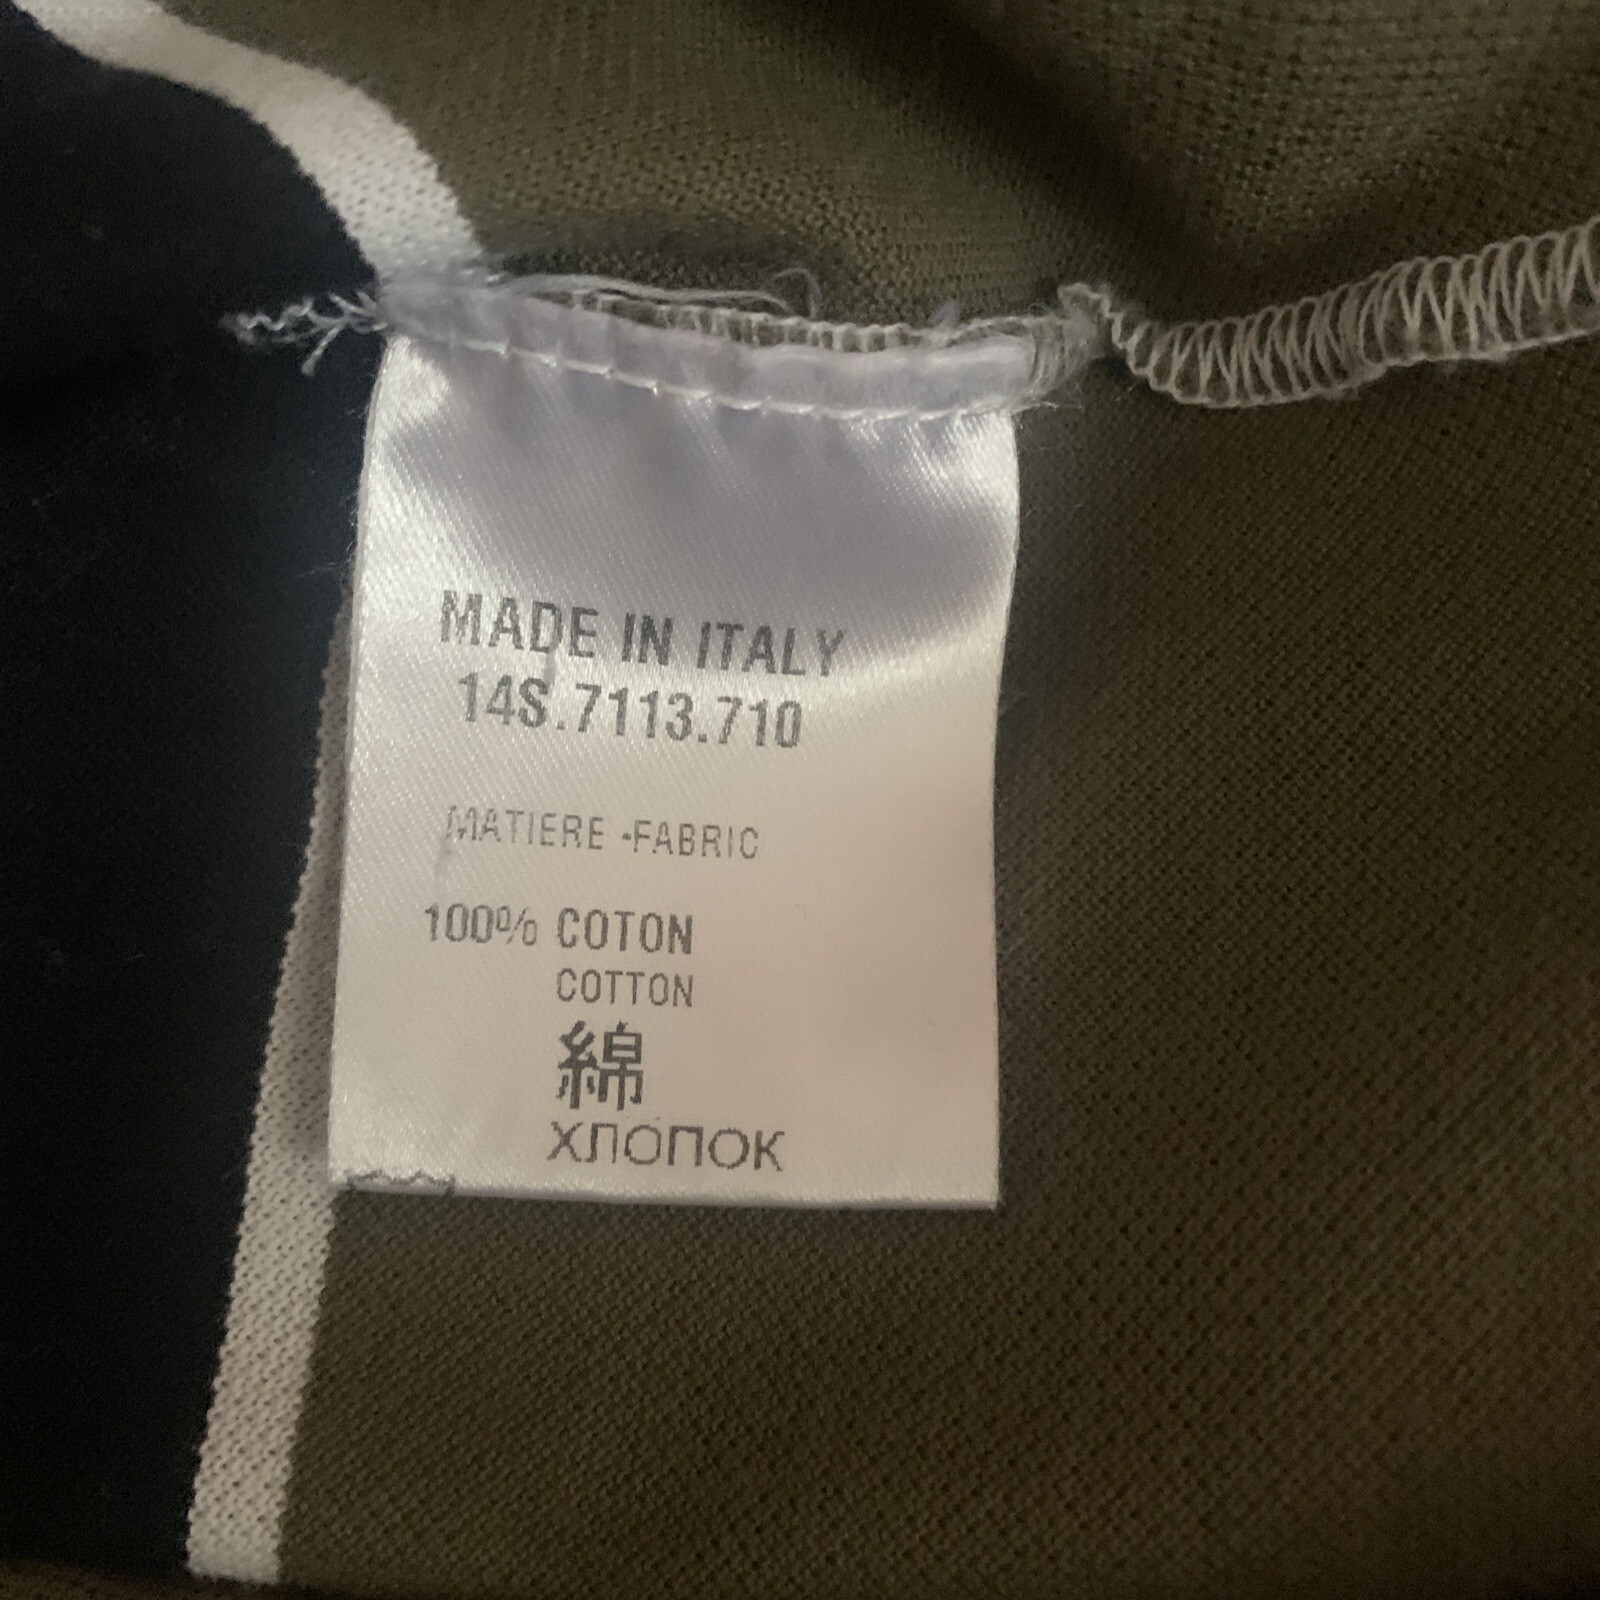 MADE IN ITALY
14S.7113.710
MATIERE -FABRIC
100% COTON
COTTON
綿
ХЛОПОК